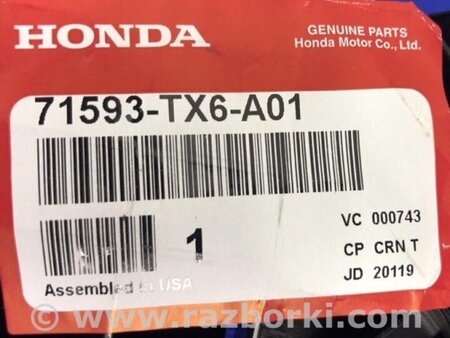 HONDA
GENUINE PARTS
Honda Motor Co., Ltd.
71593-TX6-A01
1
VC 000743
CP CRN T
JD 20119
Assembled in USA
© www.razborki.com